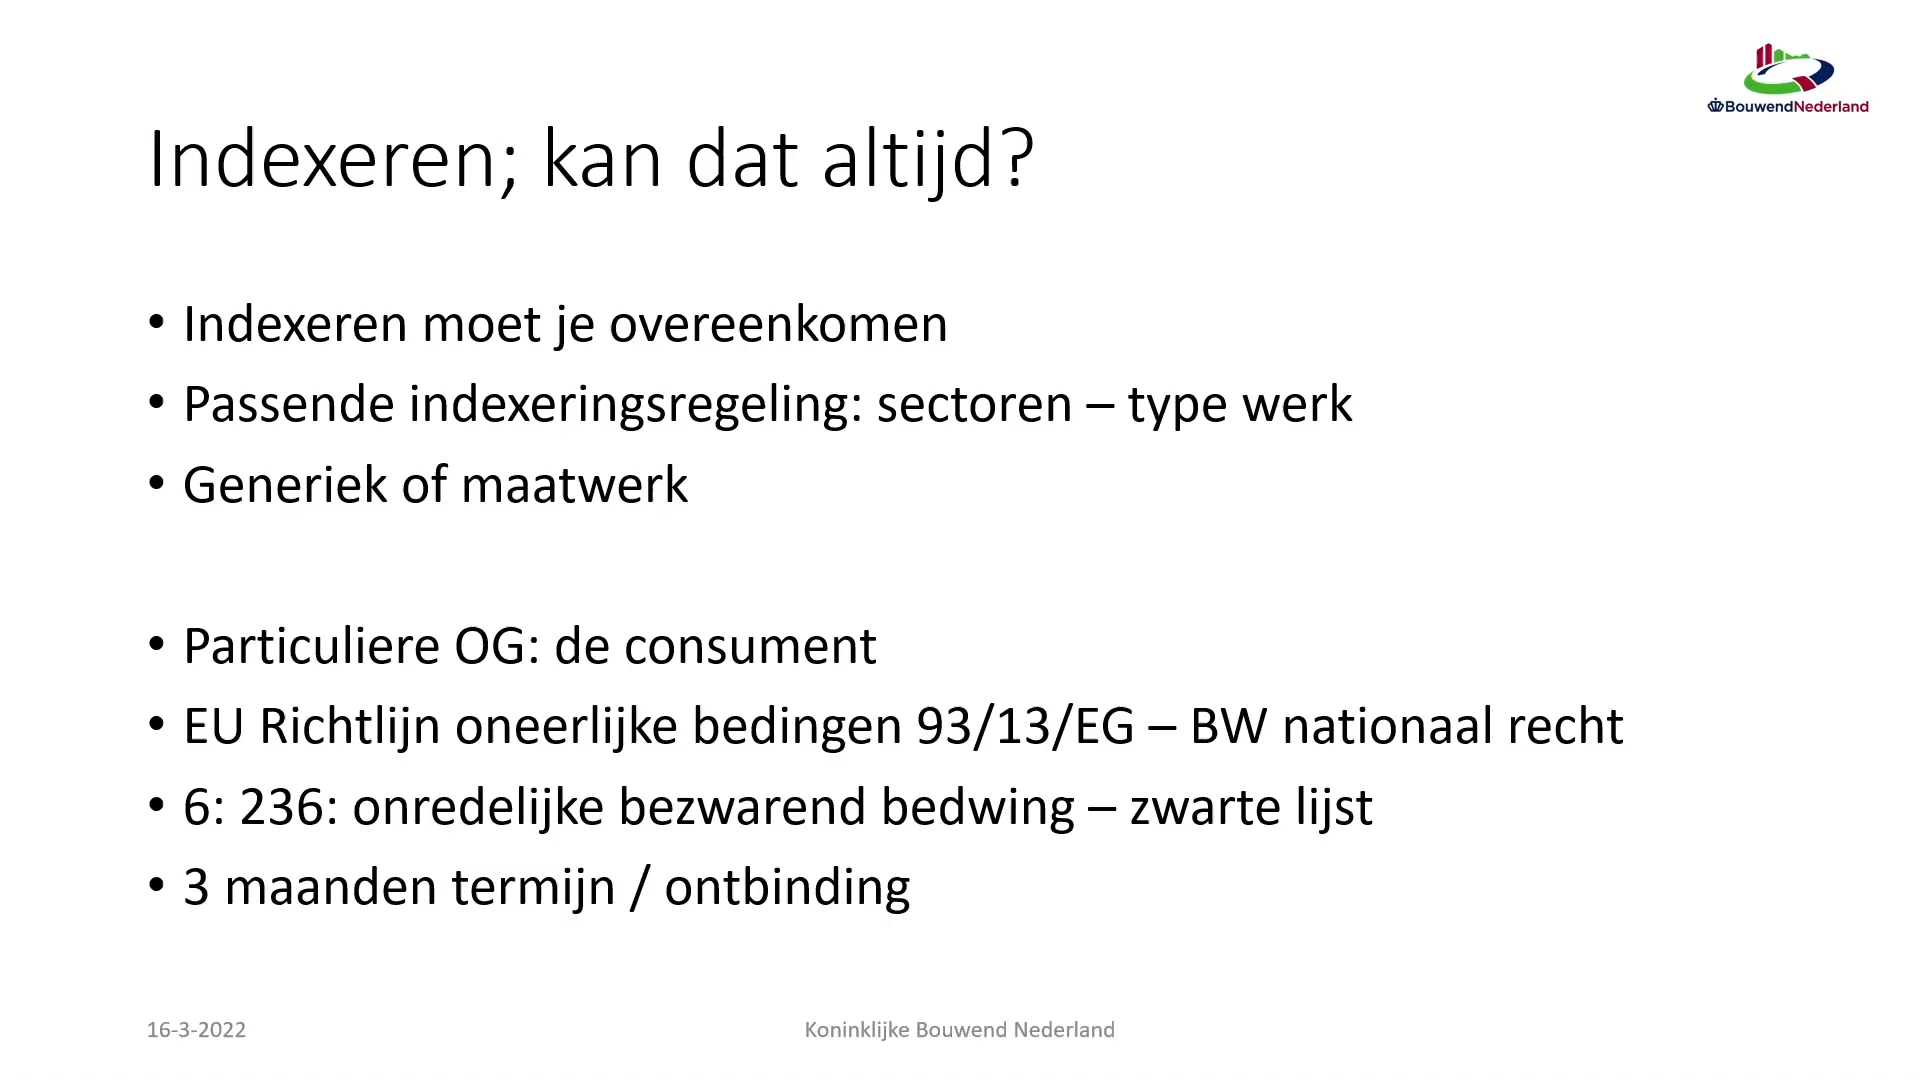 BouwendNederland
Indexeren; kan dat altijd?
• Indexeren moet je overeenkomen
• Passende indexeringsregeling: sectoren – type werk
• Generiek of maatwerk
• Particuliere OG: de consument
• EU Richtlijn oneerlijke bedingen 93/13/EG – BW nationaal recht
• 6: 236: onredelijke bezwarend bedwing – zwarte lijst
• 3 maanden termijn / ontbinding
16-3-2022
Koninklijke Bouwend Nederland